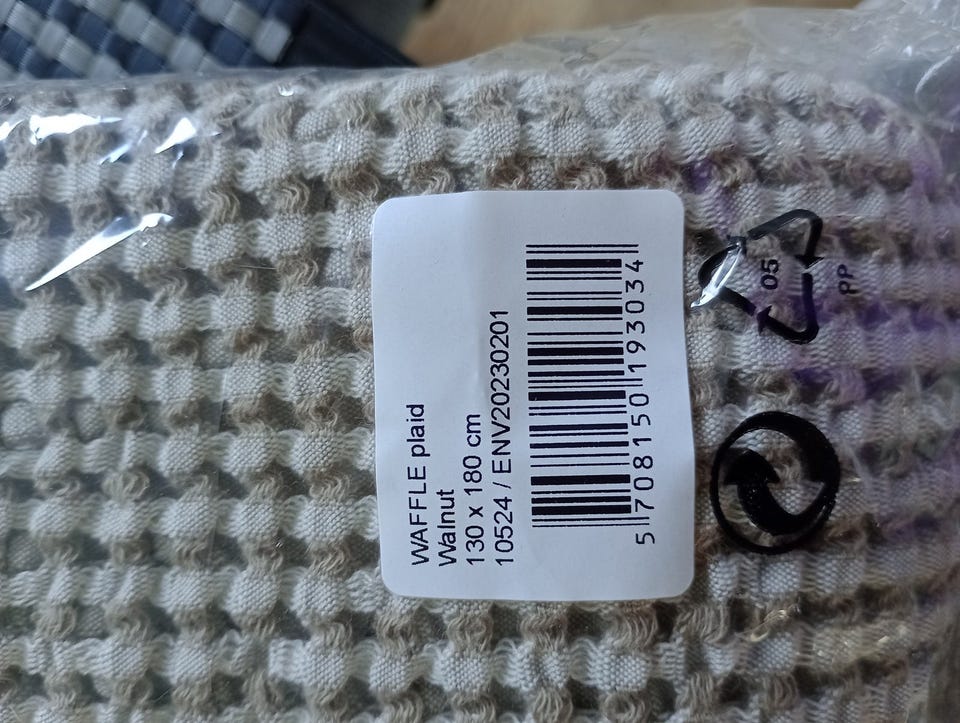 WAFFLE plaid
Walnut
130 x 180 cm
10524 / ENV20230201
5 708150 193034
05
PP